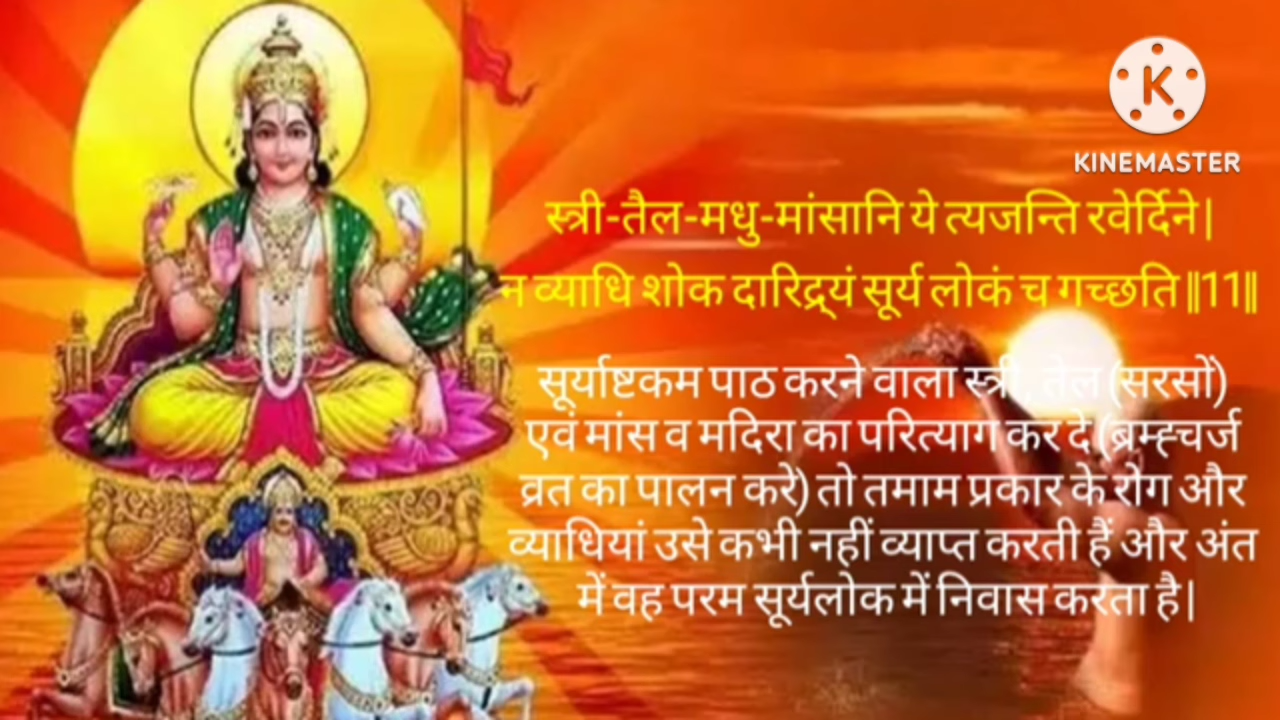 KINEMASTER
स्त्री-तैल-मधु-मांसानि ये त्यजन्ति रवेर्दिने |
न व्याधि शोक दारिद्र्यं सूर्य लोकं च गच्छति ||11||
सूर्याष्टकम पाठ करने वाला स्त्री , तेल (सरसों)
एवं मांस व मदिरा का परित्याग कर दे (ब्रम्ह्चर्ज
व्रत का पालन करे) तो तमाम प्रकार के रोग और
व्याधियां उसे कभी नहीं व्याप्त करती हैं और अंत
में वह परम सूर्यलोक में निवास करता है |